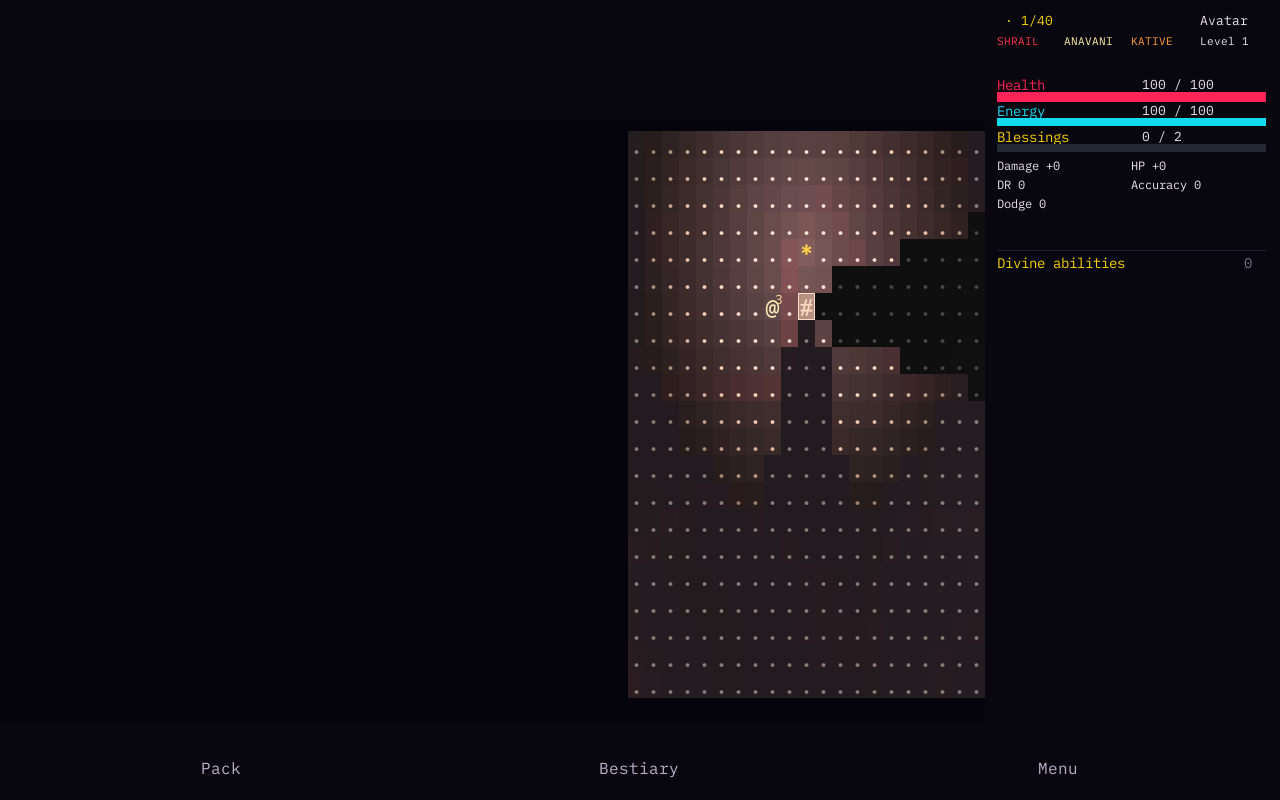 · 1/40 Avatar
SHRAIL ANAVANI KATIVE Level 1
Health 100 / 100
Energy 100 / 100
Blessings 0 / 2
Damage +0 HP +0
DR 0 Accuracy 0
Dodge 0
Divine abilities 0
*
@3 #
Pack Bestiary Menu